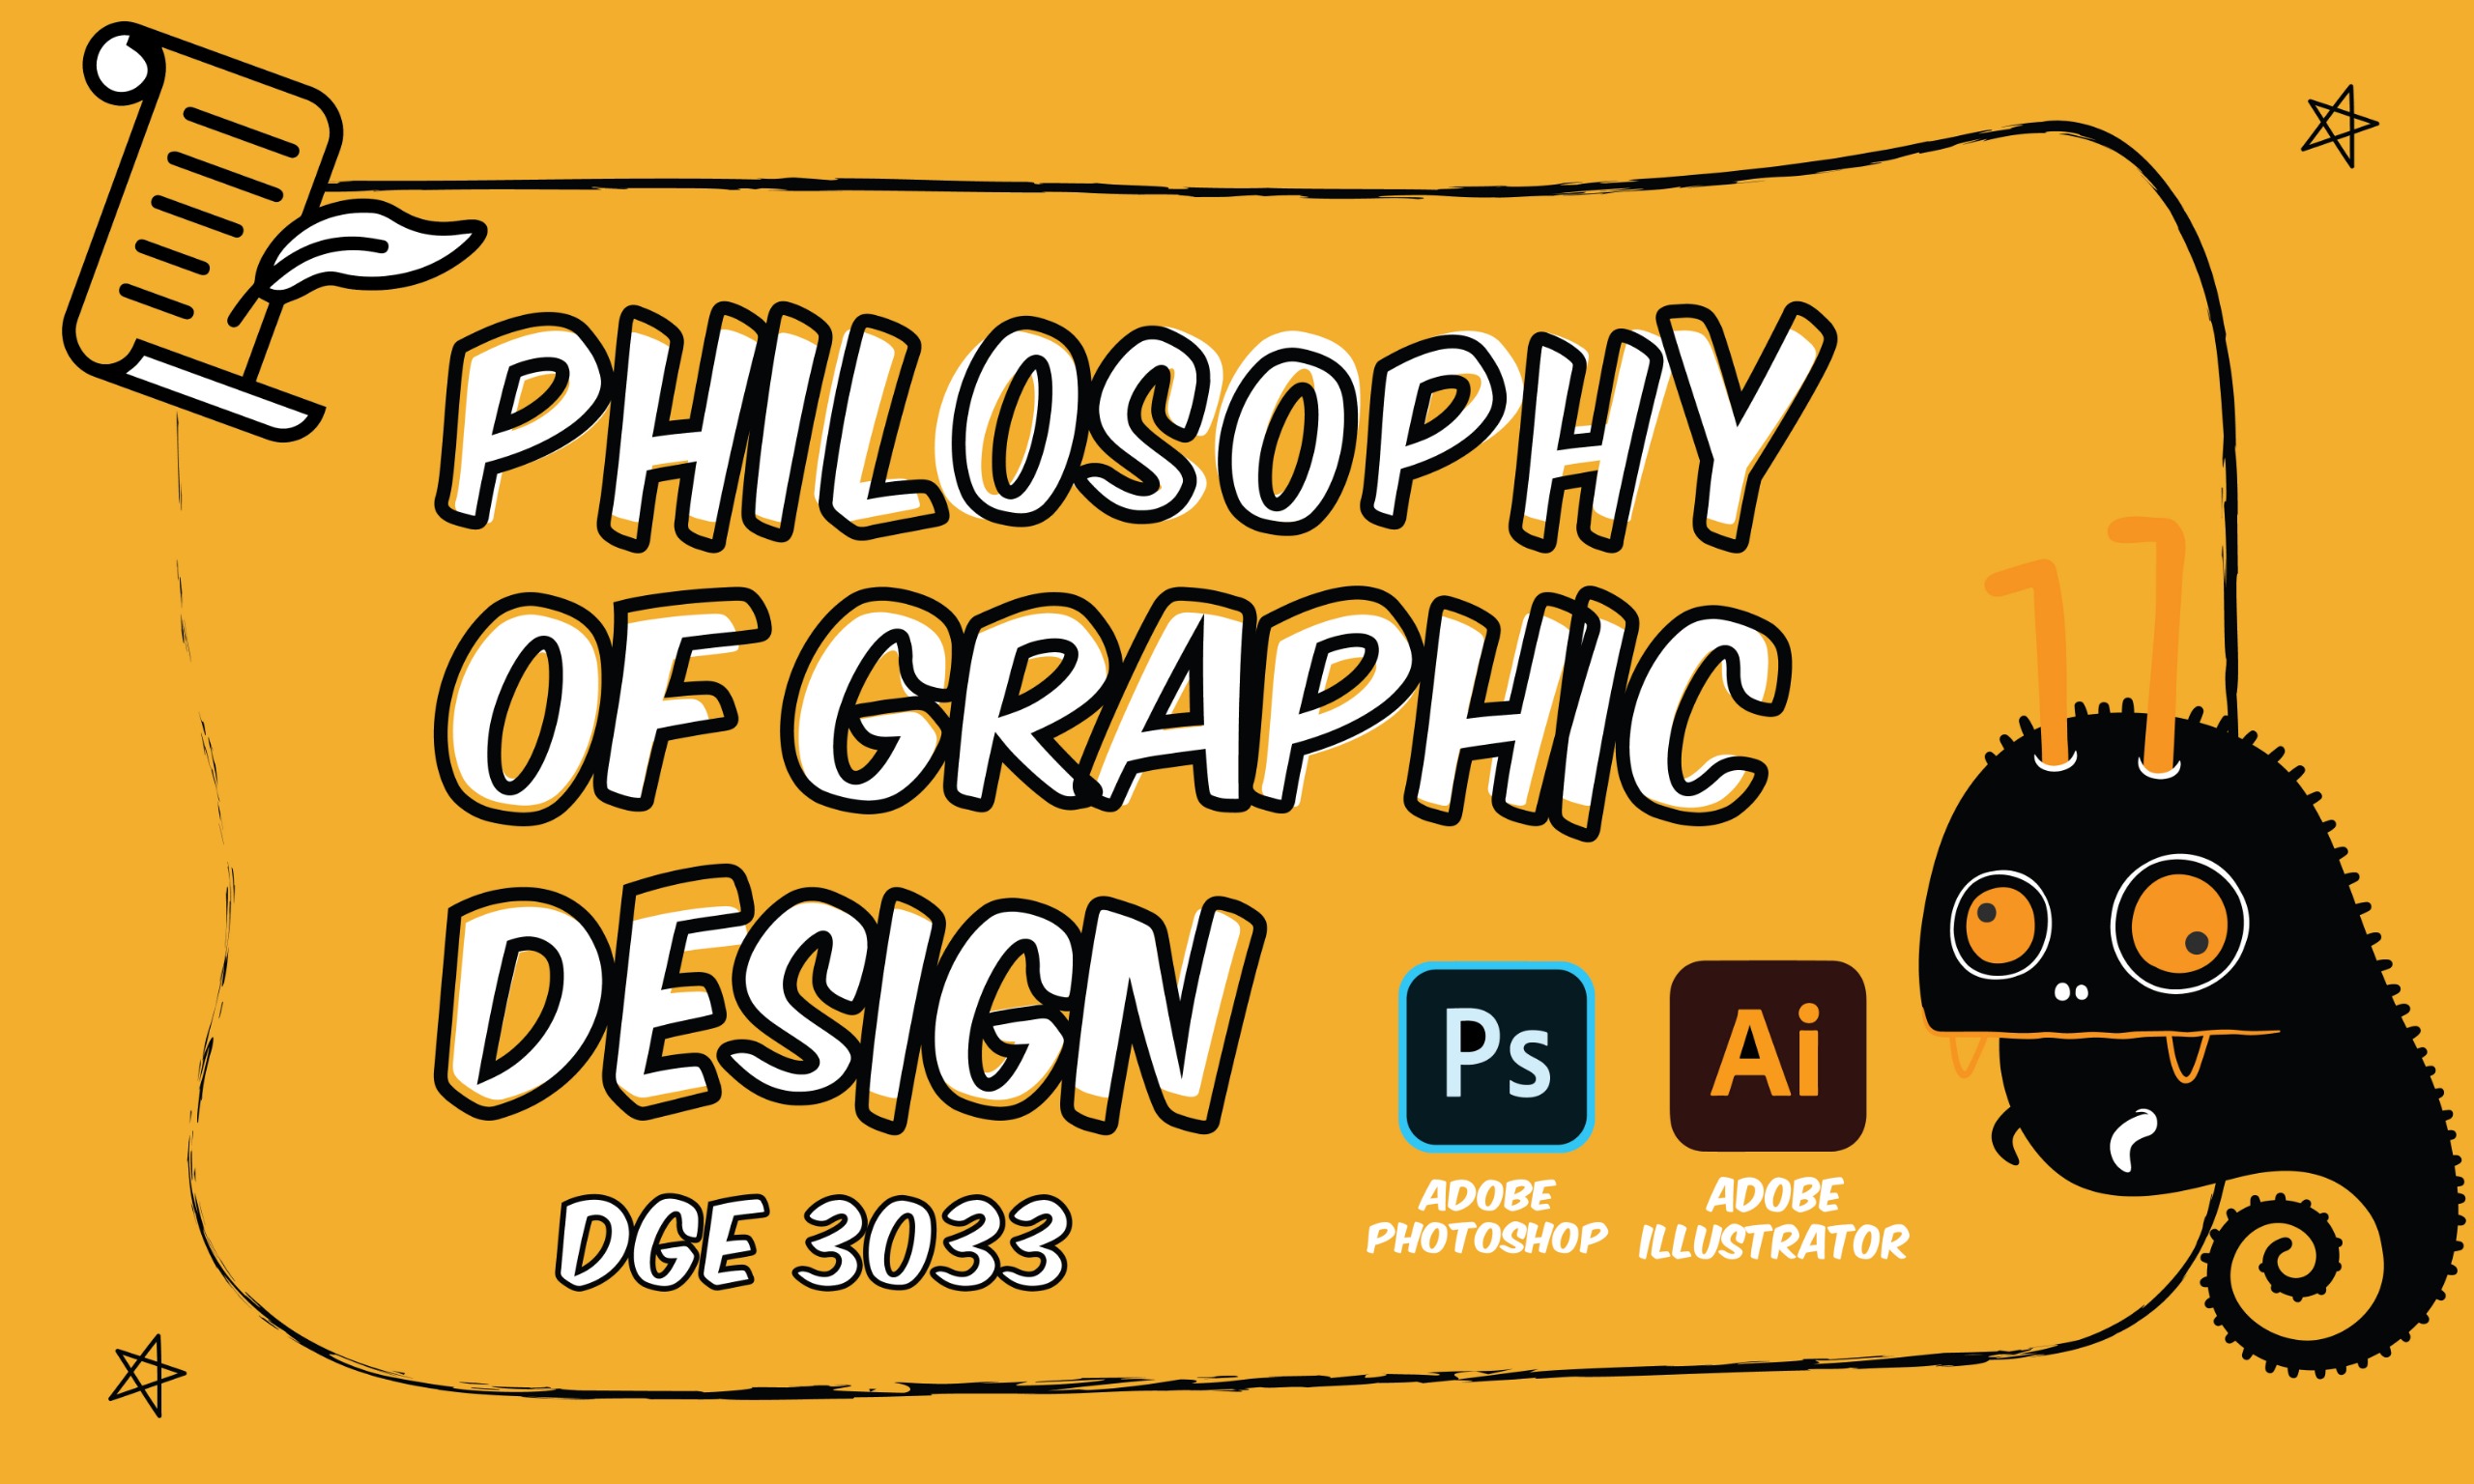 PHILOSOPHY
OF GRAPHIC
DESIGN
DGE 3033
Ps
Ai
ADOBE
PHOTOSHOP
ADOBE
ILLUSTRATOR